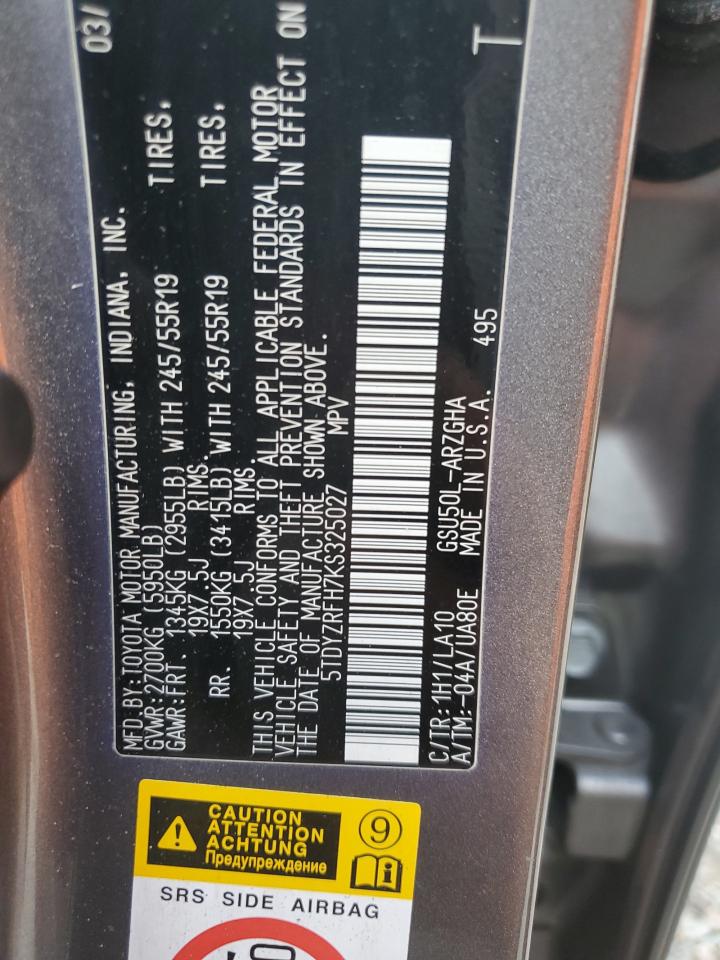 MFD. BY: TOYOTA MOTOR MANUFACTURING, INDIANA, INC. 03/
GVWR: 2700KG (5950LB)
GAWR: FRT. 1345KG (2955LB) WITH 245/55R19 TIRES,
19X7.5J RIMS.
RR. 1550KG (3415LB) WITH 245/55R19 TIRES,
19X7.5J RIMS.
THIS VEHICLE CONFORMS TO ALL APPLICABLE FEDERAL MOTOR
VEHICLE SAFETY AND THEFT PREVENTION STANDARDS IN EFFECT ON
THE DATE OF MANUFACTURE SHOWN ABOVE.
5TDYZRFH7KS325027 MPV
C/TR: 1H1/LA10 GSU50L-ARZGHA
A/TM: -04A/UA80E MADE IN U.S.A. 495 T
CAUTION
ATTENTION
ACHTUNG
Предупреждение
9
SRS SIDE AIRBAG